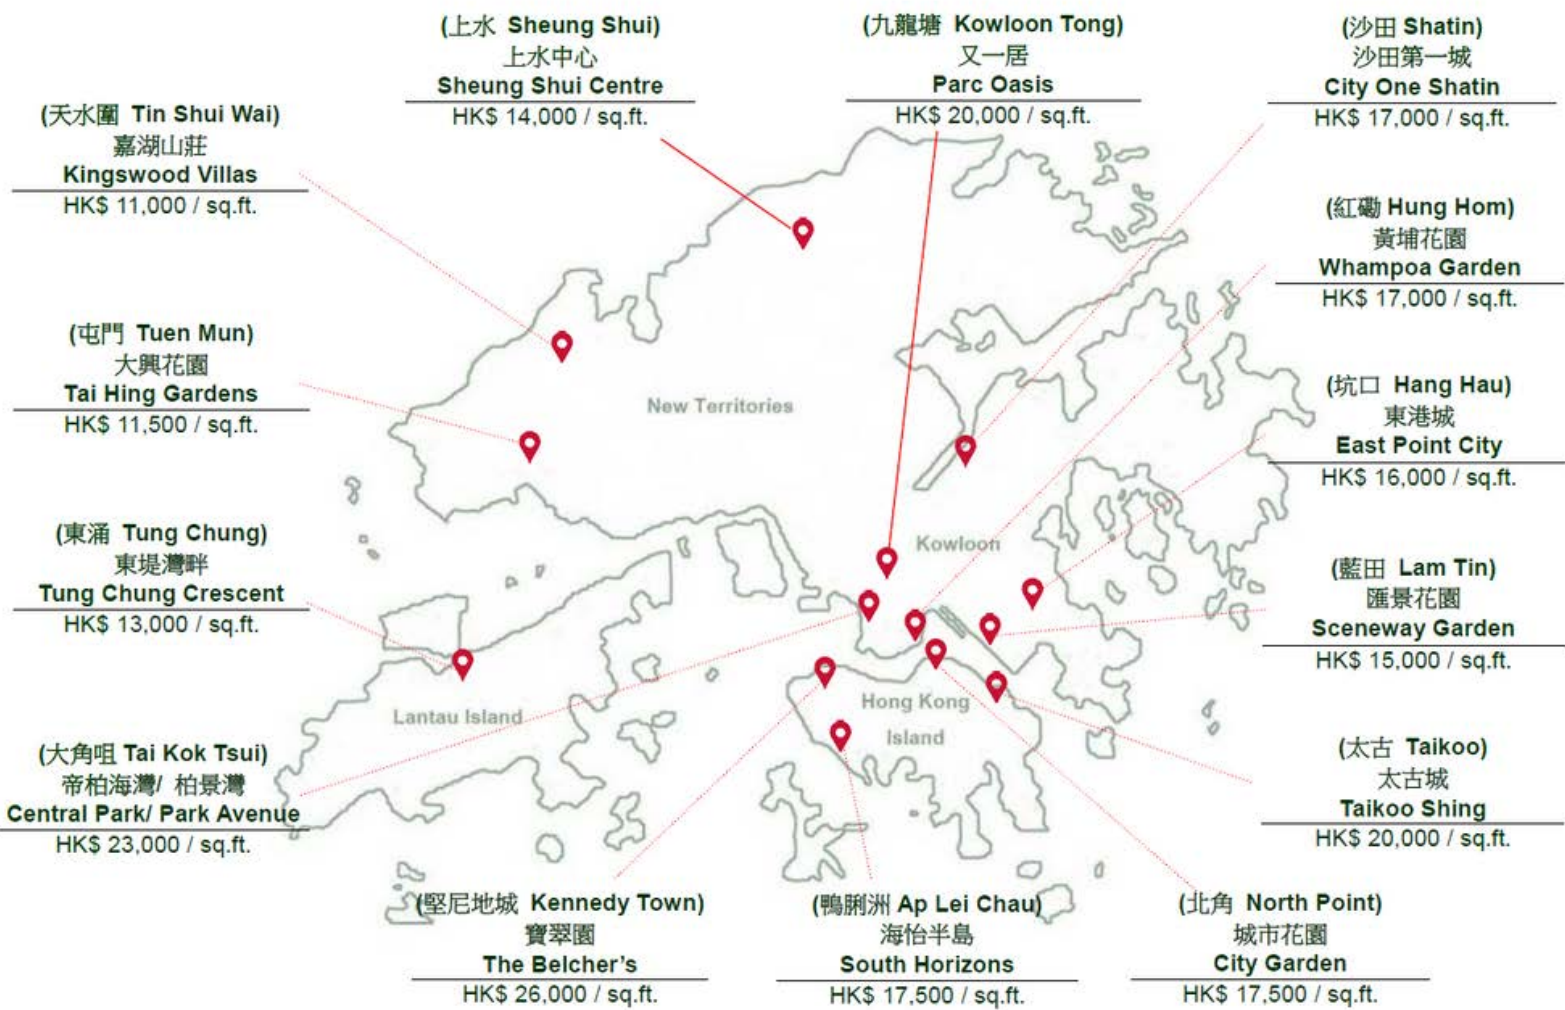 (上水 Sheung Shui)
上水中心
Sheung Shui Centre
HK$ 14,000 / sq.ft.
(九龍塘 Kowloon Tong)
又一居
Parc Oasis
HK$ 20,000 / sq.ft.
(沙田 Shatin)
沙田第一城
City One Shatin
HK$ 17,000 / sq.ft.
(天水圍 Tin Shui Wai)
嘉湖山莊
Kingswood Villas
HK$ 11,000 / sq.ft.
(紅磡 Hung Hom)
黃埔花園
Whampoa Garden
HK$ 17,000 / sq.ft.
(屯門 Tuen Mun)
大興花園
Tai Hing Gardens
HK$ 11,500 / sq.ft.
New Territories
(坑口 Hang Hau)
東港城
East Point City
HK$ 16,000 / sq.ft.
(東涌 Tung Chung)
東堤灣畔
Tung Chung Crescent
HK$ 13,000 / sq.ft.
Kowloon
(藍田 Lam Tin)
匯景花園
Sceneway Garden
HK$ 15,000 / sq.ft.
Lantau Island
Hong Kong
Island
(大角咀 Tai Kok Tsui)
帝柏海灣/ 柏景灣
Central Park/ Park Avenue
HK$ 23,000 / sq.ft.
(太古 Taikoo)
太古城
Taikoo Shing
HK$ 20,000 / sq.ft.
(堅尼地城 Kennedy Town)
寶翠園
The Belcher's
HK$ 26,000 / sq.ft.
(鴨脷洲 Ap Lei Chau)
海怡半島
South Horizons
HK$ 17,500 / sq.ft.
(北角 North Point)
城市花園
City Garden
HK$ 17,500 / sq.ft.